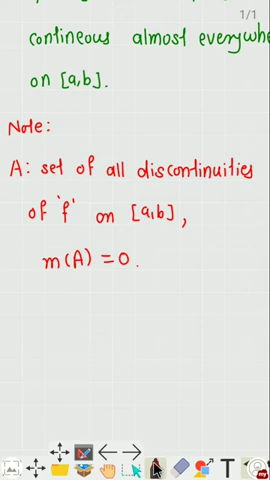 1/1
contineous almost everywhe
on [a,b].
Note:
A: set of all discontinuities
of 'f' on [a,b],
m(A) = 0.
T